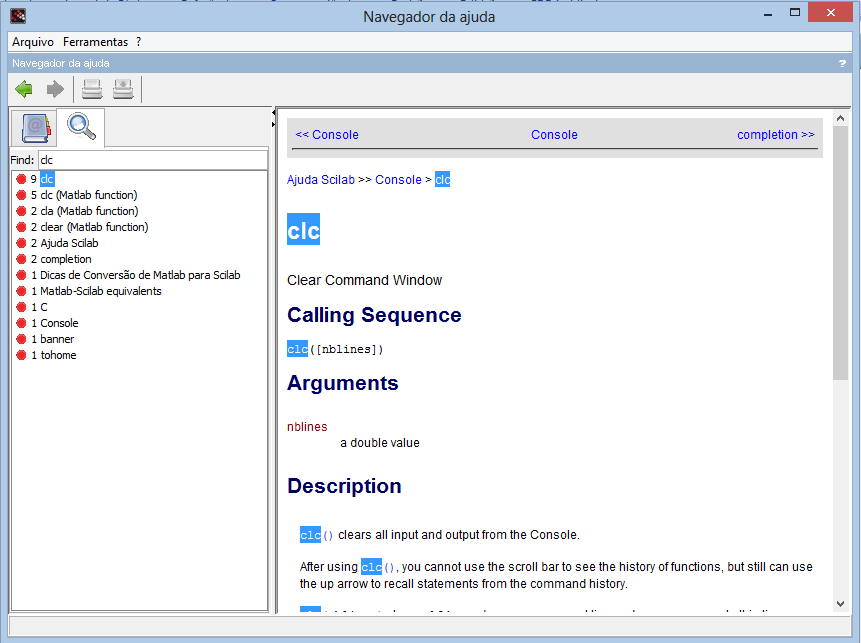 Navegador da ajuda
Arquivo Ferramentas ?
Navegador da ajuda ?
Find: clc
9 clc
5 clc (Matlab function)
2 cla (Matlab function)
2 clear (Matlab function)
2 Ajuda Scilab
2 completion
1 Dicas de Conversão de Matlab para Scilab
1 Matlab-Scilab equivalents
1 C
1 Console
1 banner
1 tohome
<< Console Console completion >>
Ajuda Scilab >> Console > clc
clc
Clear Command Window
Calling Sequence
clc([nblines])
Arguments
nblines
a double value
Description
clc() clears all input and output from the Console.
After using clc(), you cannot use the scroll bar to see the history of functions, but still can use
the up arrow to recall statements from the command history.